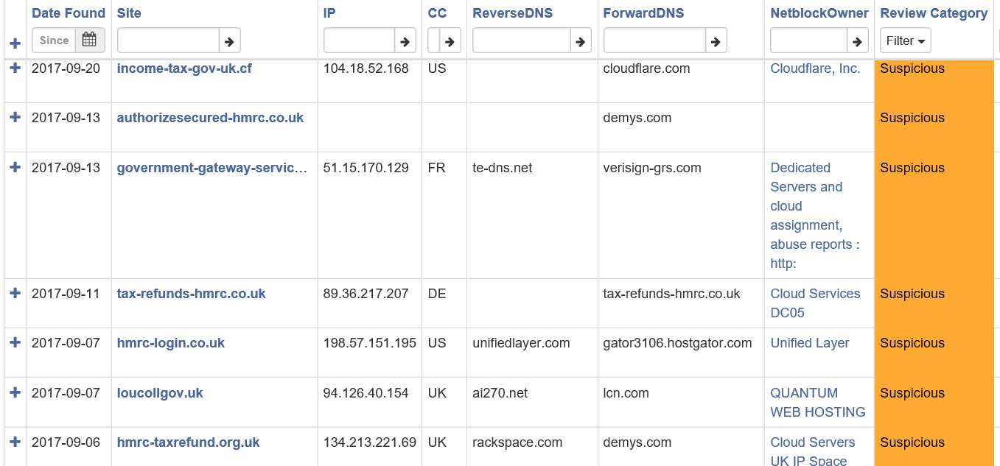 Date Found Site IP CC ReverseDNS ForwardDNS NetblockOwner Review Category
Since Filter
2017-09-20 income-tax-gov-uk.cf 104.18.52.168 US cloudflare.com Cloudflare, Inc. Suspicious
2017-09-13 authorizesecured-hmrc.co.uk demys.com Suspicious
2017-09-13 government-gateway-servic... 51.15.170.129 FR te-dns.net verisign-grs.com Dedicated Suspicious
Servers and
cloud
assignment,
abuse reports :
http:
2017-09-11 tax-refunds-hmrc.co.uk 89.36.217.207 DE tax-refunds-hmrc.co.uk Cloud Services Suspicious
DC05
2017-09-07 hmrc-login.co.uk 198.57.151.195 US unifiedlayer.com gator3106.hostgator.com Unified Layer Suspicious
2017-09-07 loucollgov.uk 94.126.40.154 UK ai270.net lcn.com QUANTUM Suspicious
WEB HOSTING
2017-09-06 hmrc-taxrefund.org.uk 134.213.221.69 UK rackspace.com demys.com Cloud Servers Suspicious
UK IP Space